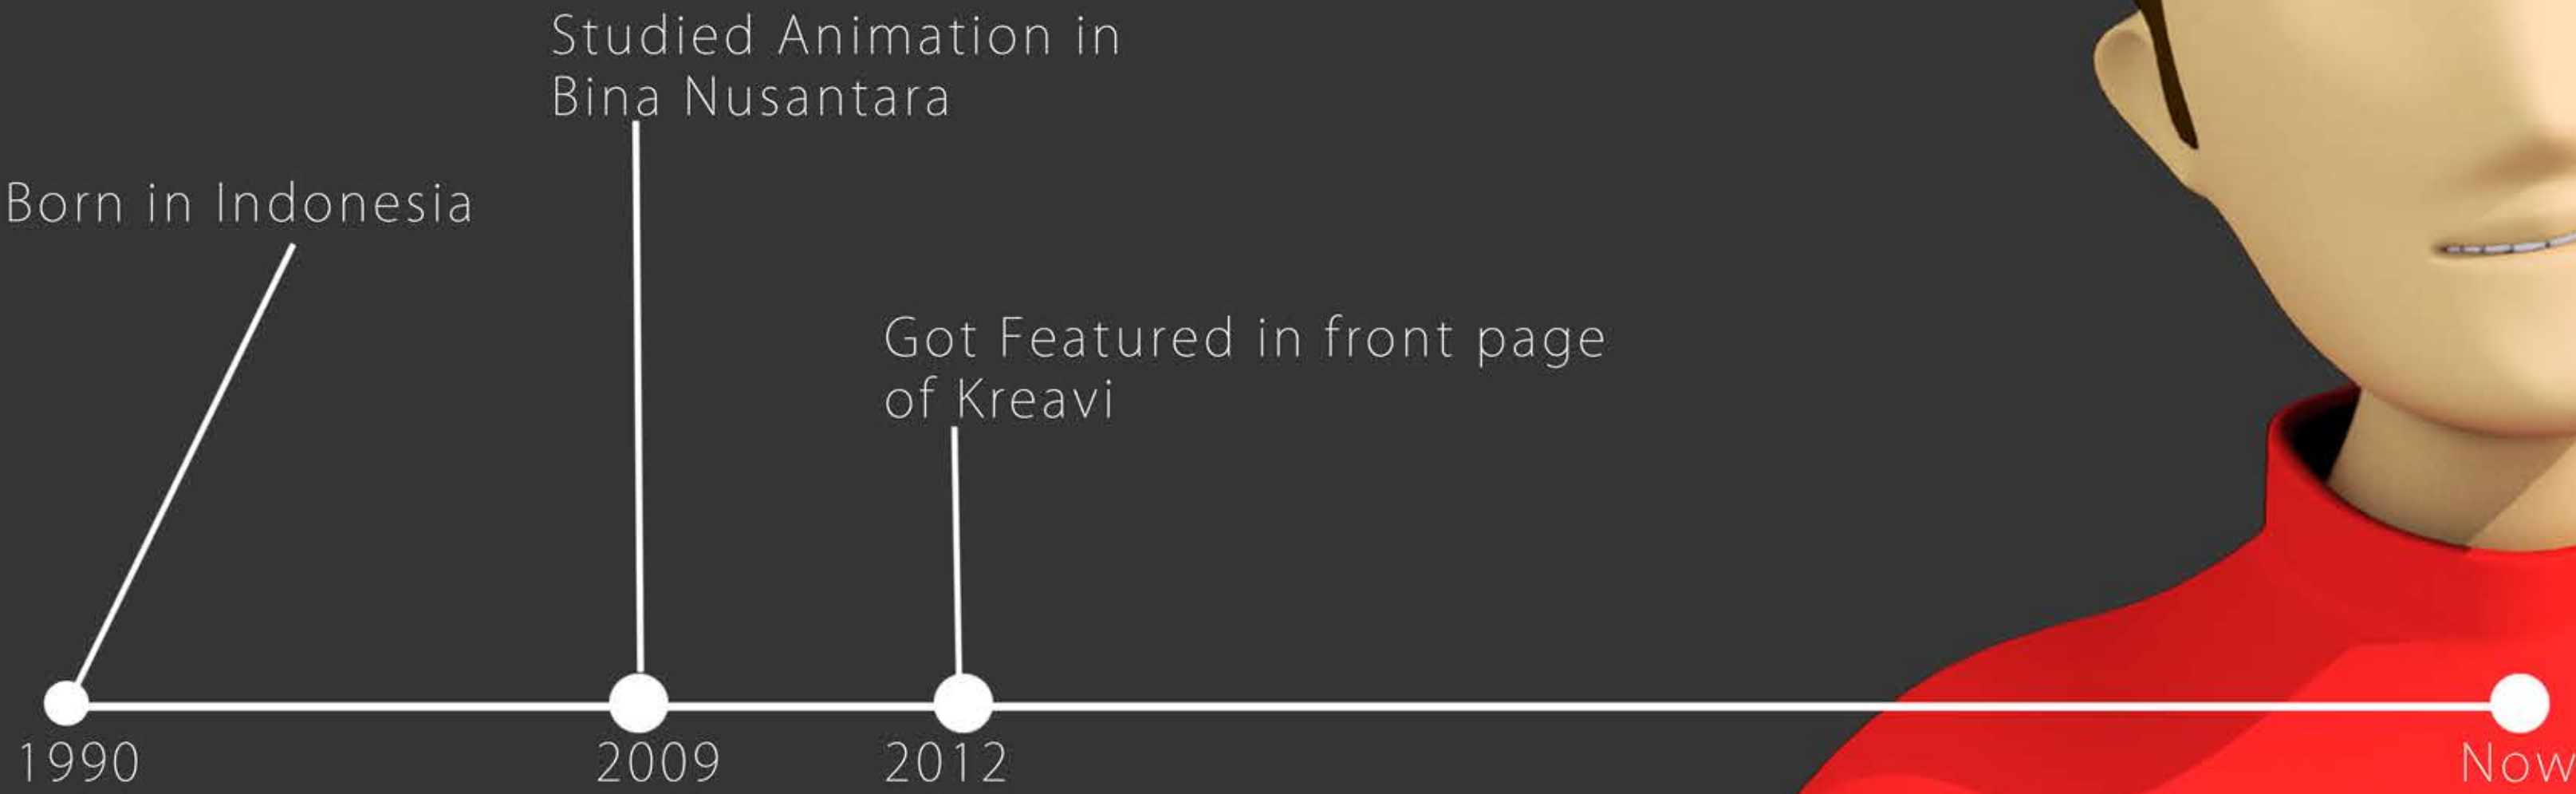 Studied Animation in
Bina Nusantara
Born in Indonesia
Got Featured in front page
of Kreavi
1990
2009
2012
Now